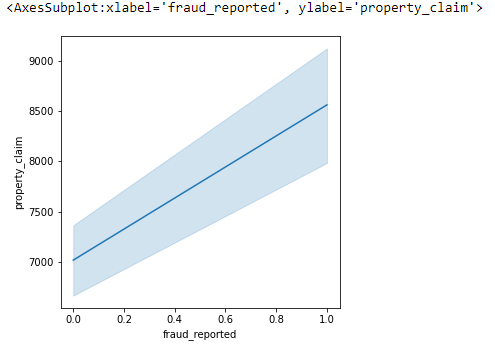 <AxesSubplot:xlabel='fraud_reported', ylabel='property_claim'>
9000
8500
8000
7500
7000
property_claim
0.0 0.2 0.4 0.6 0.8 1.0
fraud_reported